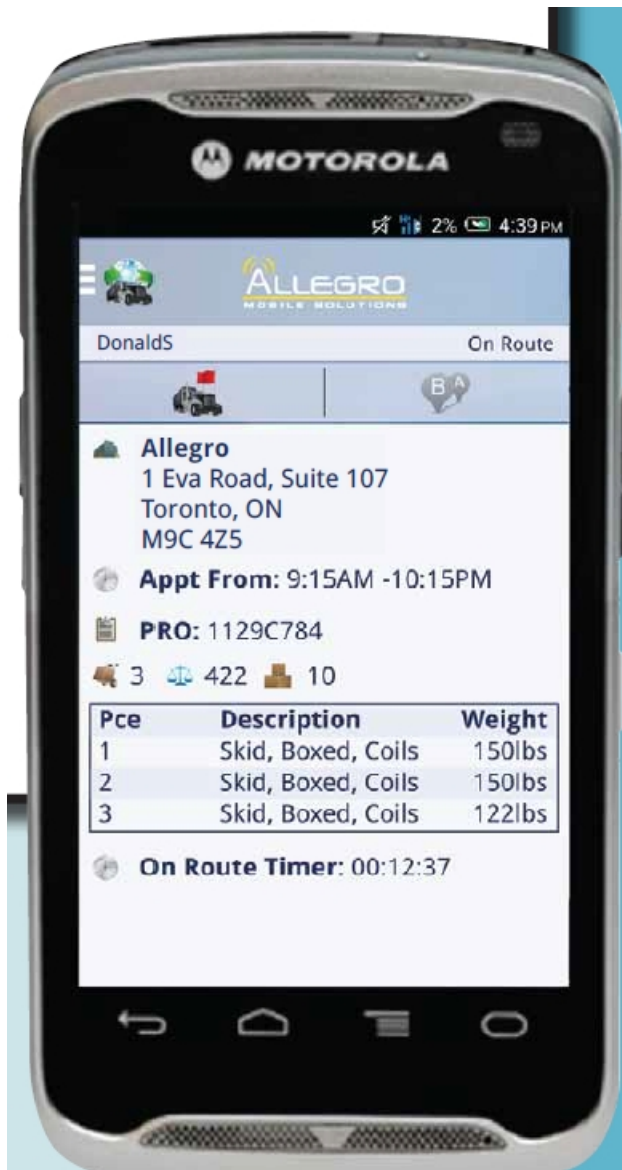 MOTOROLA
2% 4:39 PM
ALLEGRO
MOBILE SOLUTIONS
DonaldS On Route
B A
Allegro
1 Eva Road, Suite 107
Toronto, ON
M9C 4Z5
Appt From: 9:15AM -10:15PM
PRO: 1129C784
3 422 10
Pce Description Weight
1 Skid, Boxed, Coils 150lbs
2 Skid, Boxed, Coils 150lbs
3 Skid, Boxed, Coils 122lbs
On Route Timer: 00:12:37